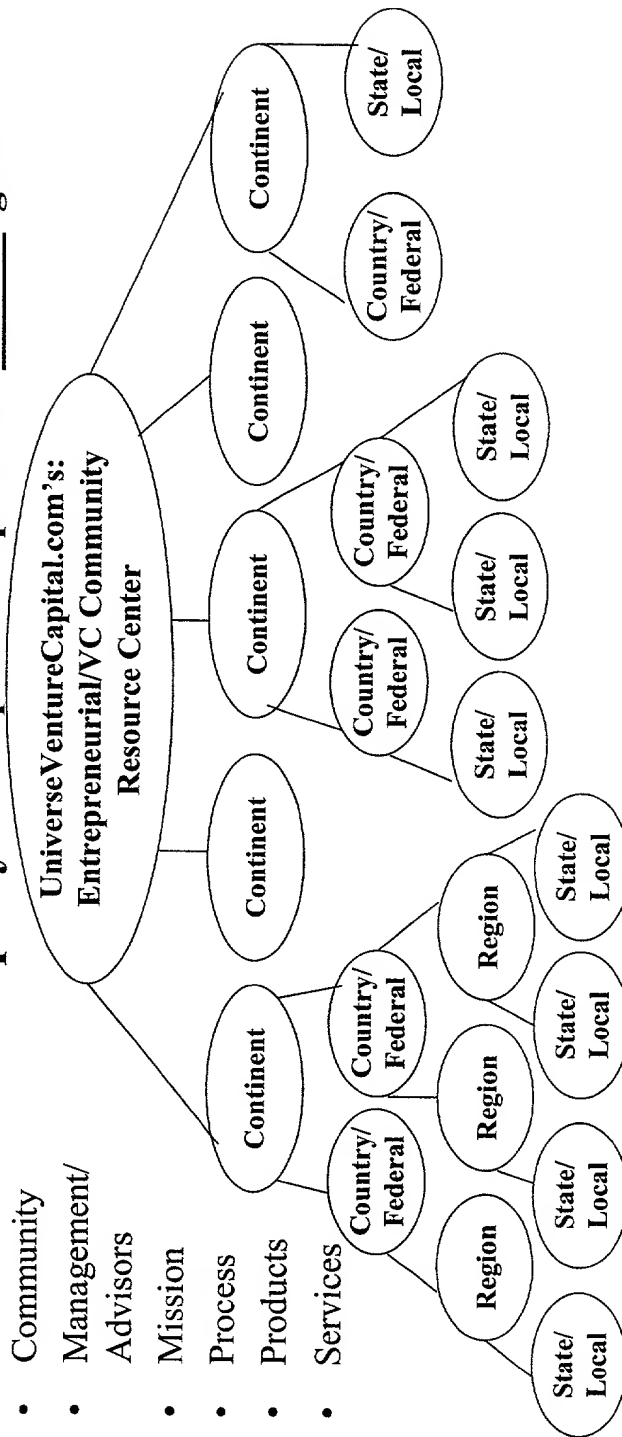 UniverseVentureCapital.com's:
Entrepreneurial/VC Community
Resource Center
• Community
• Management/
Advisors
• Mission
• Process
• Products
• Services
Continent
Continent
Continent
Continent
Continent
Country/
Federal
Country/
Federal
Country/
Federal
Country/
Federal
Country/
Federal
State/
Local
Region
Region
Region
State/
Local
State/
Local
State/
Local
State/
Local
State/
Local
State/
Local
State/
Local